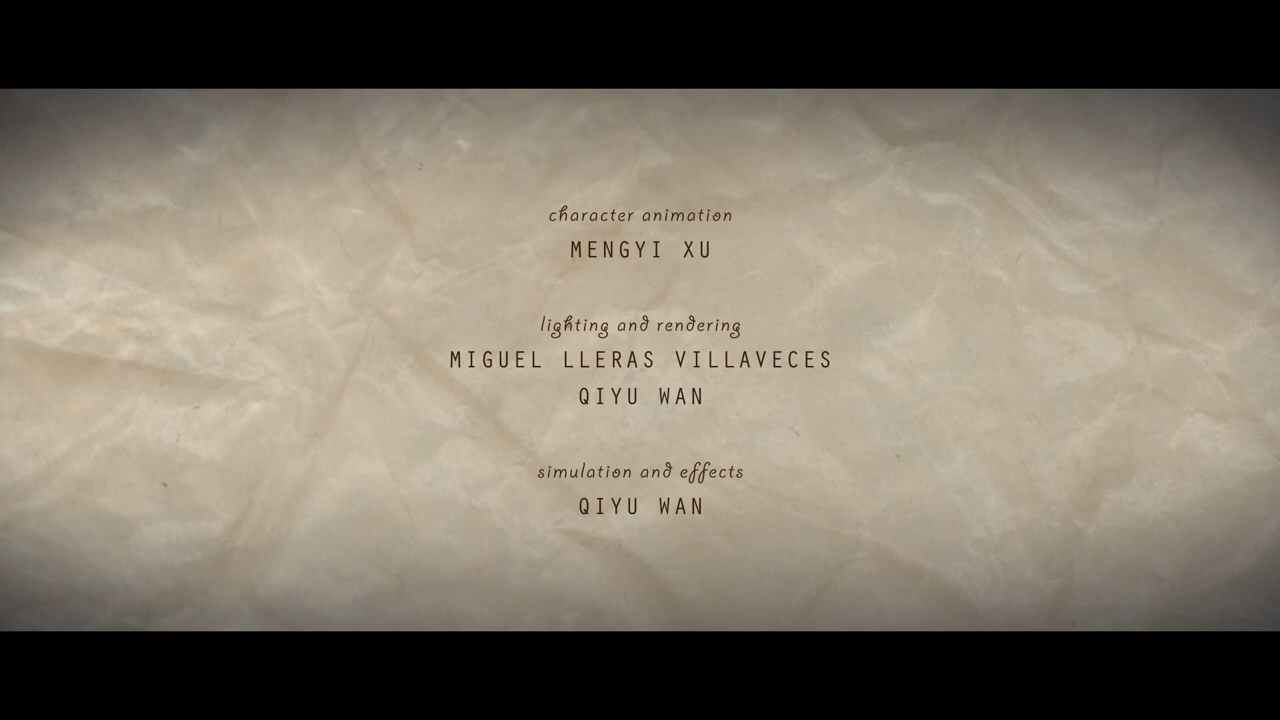 character animation
MENGYI XU
lighting and rendering
MIGUEL LLERAS VILLAVECES
QIYU WAN
simulation and effects
QIYU WAN